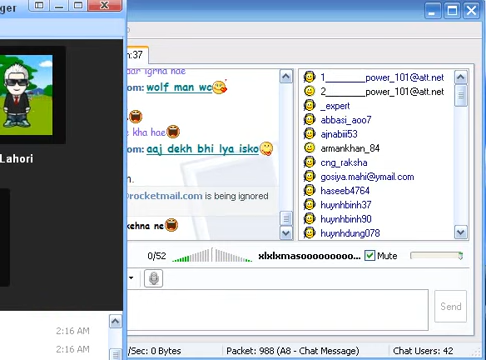 ger
n:37
Lahori
dar igrna nae
om: wolf man wo
kha hae
om: aaj dekh bhi lya isko
n.
@rocketmail.com is being ignored
kehna ne
1________power_101@att.net
2________power_101@att.net
_expert
abbasi_aoo7
ajnabiii53
armankhan_84
cng_raksha
gosiya.mahi@ymail.com
haseeb4764
huynhbinh37
huynhbinh90
huynhdung078
0/52
xlxlxmasooooooooo...
Mute
Send
2:16 AM
2:16 AM
/Sec: 0 Bytes
Packet: 988 (A8 - Chat Message)
Chat Users: 42